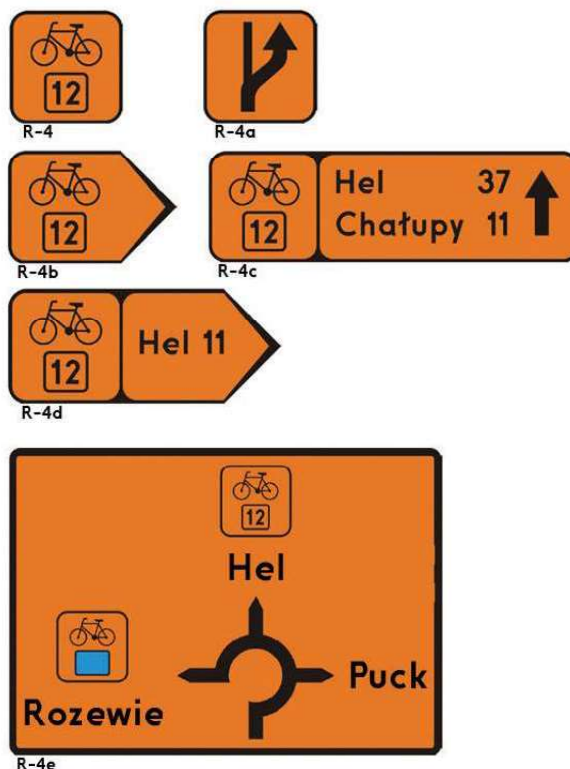 12
R-4
R-4a
12
R-4b
12
Hel 37
Chałupy 11
R-4c
12
Hel 11
R-4d
12
Hel
Puck
Rozewie
R-4e